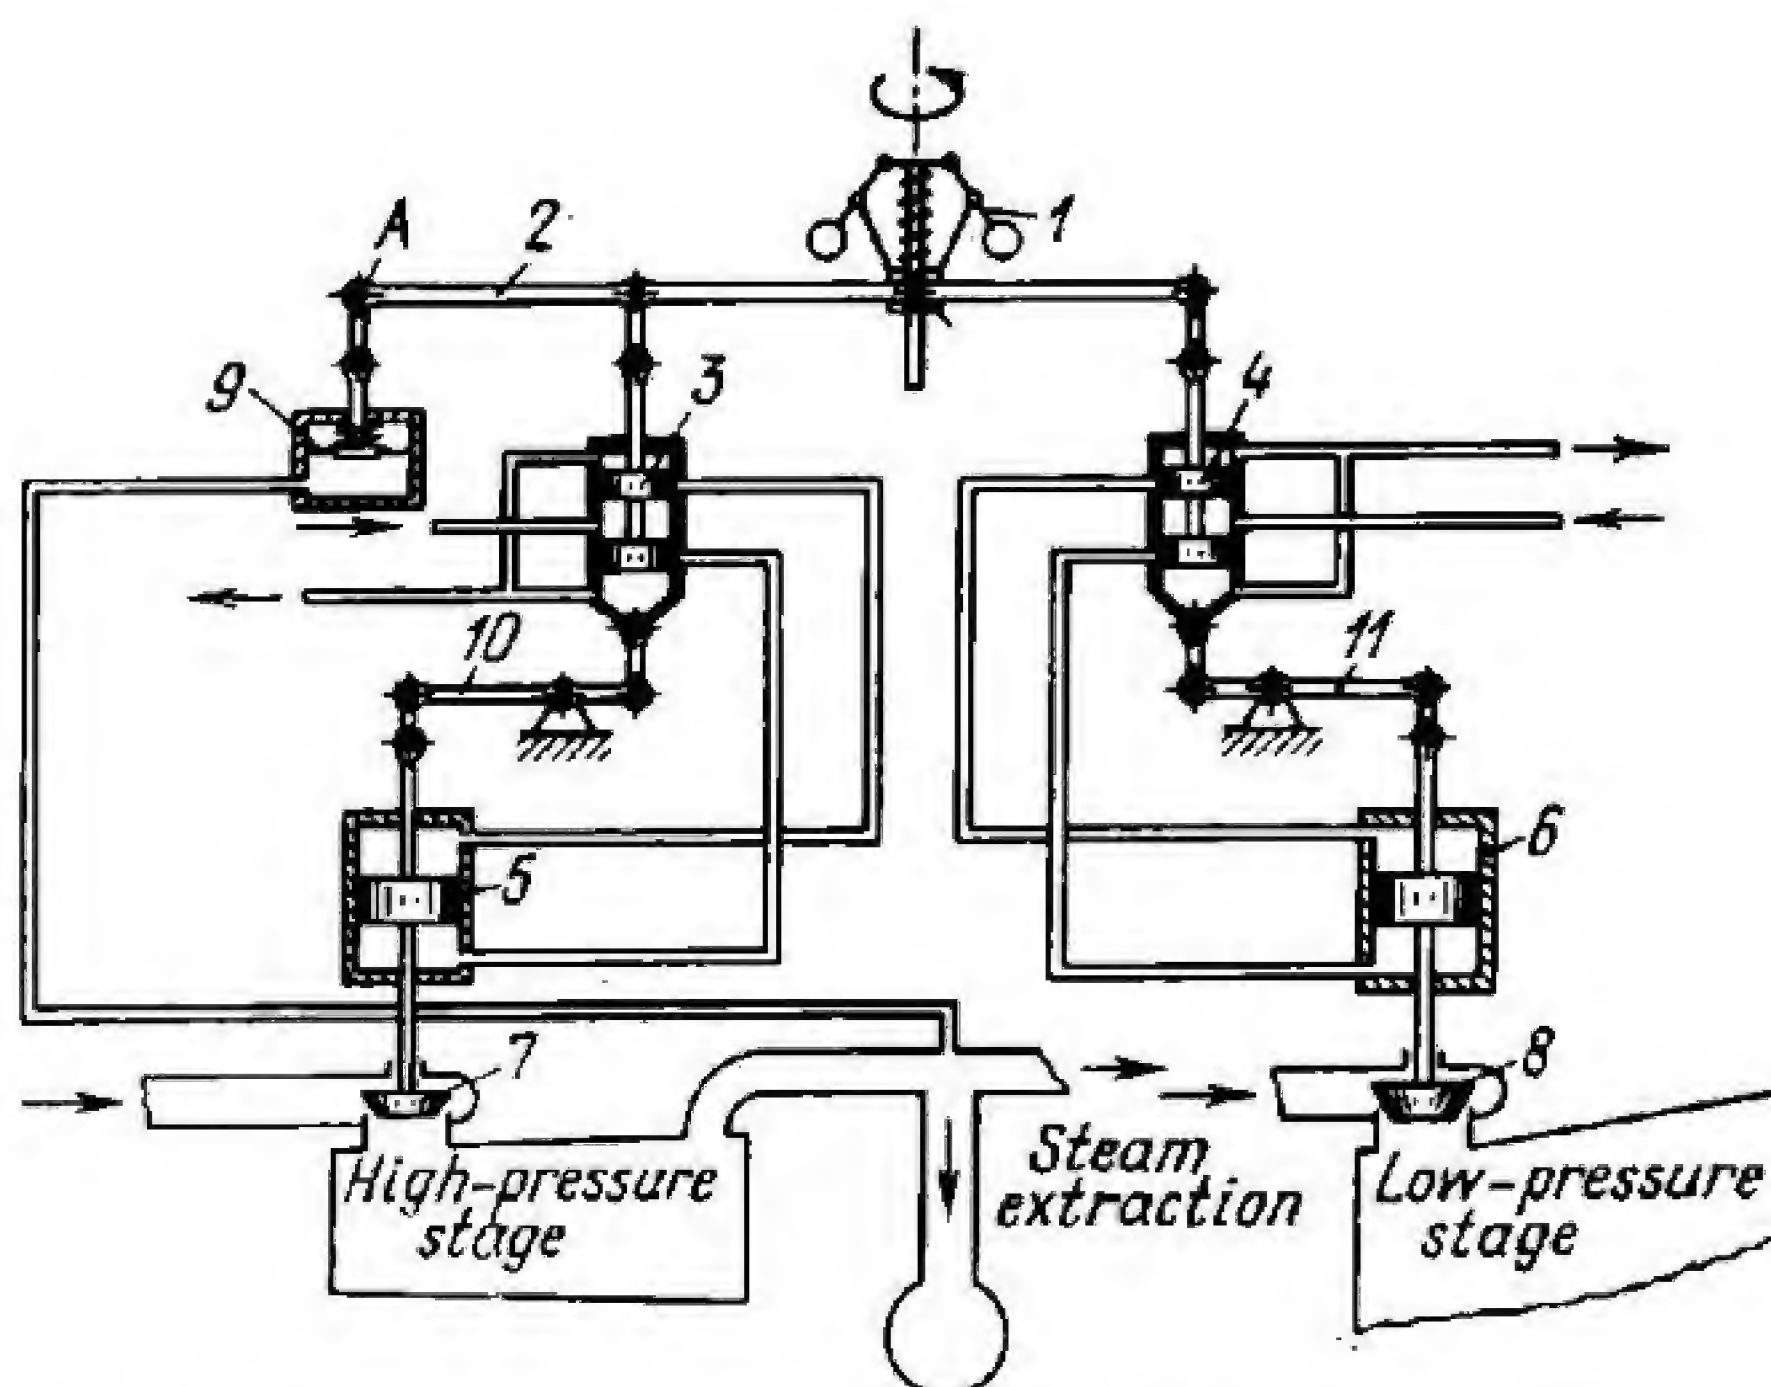 1
A
2
9
3
4
10
11
5
6
7
8
High-pressure
stage
Steam
extraction
Low-pressure
stage